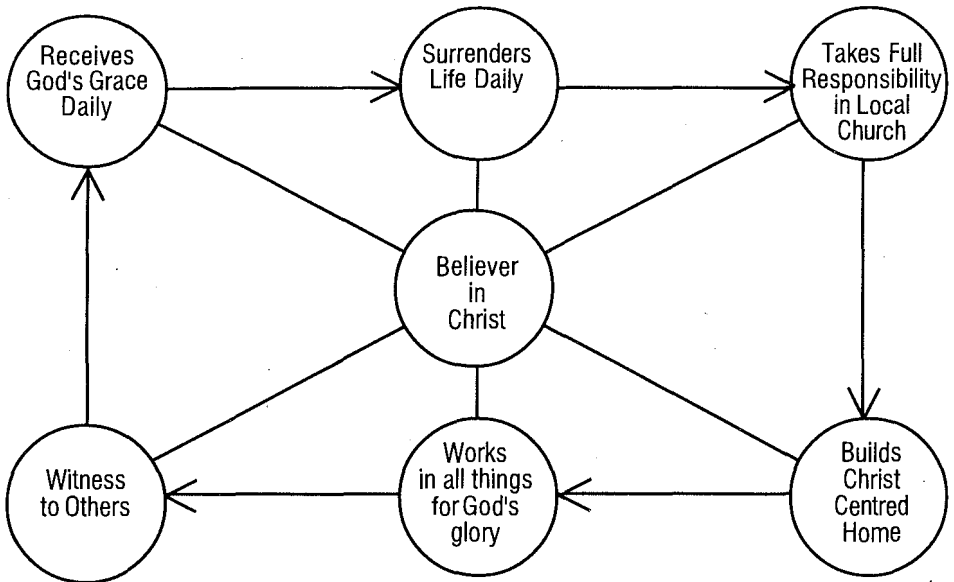 Receives
God's Grace
Daily
Surrenders
Life Daily
Takes Full
Responsibility
in Local
Church
Believer
in
Christ
Witness
to Others
Works
in all things
for God's
glory
Builds
Christ
Centred
Home